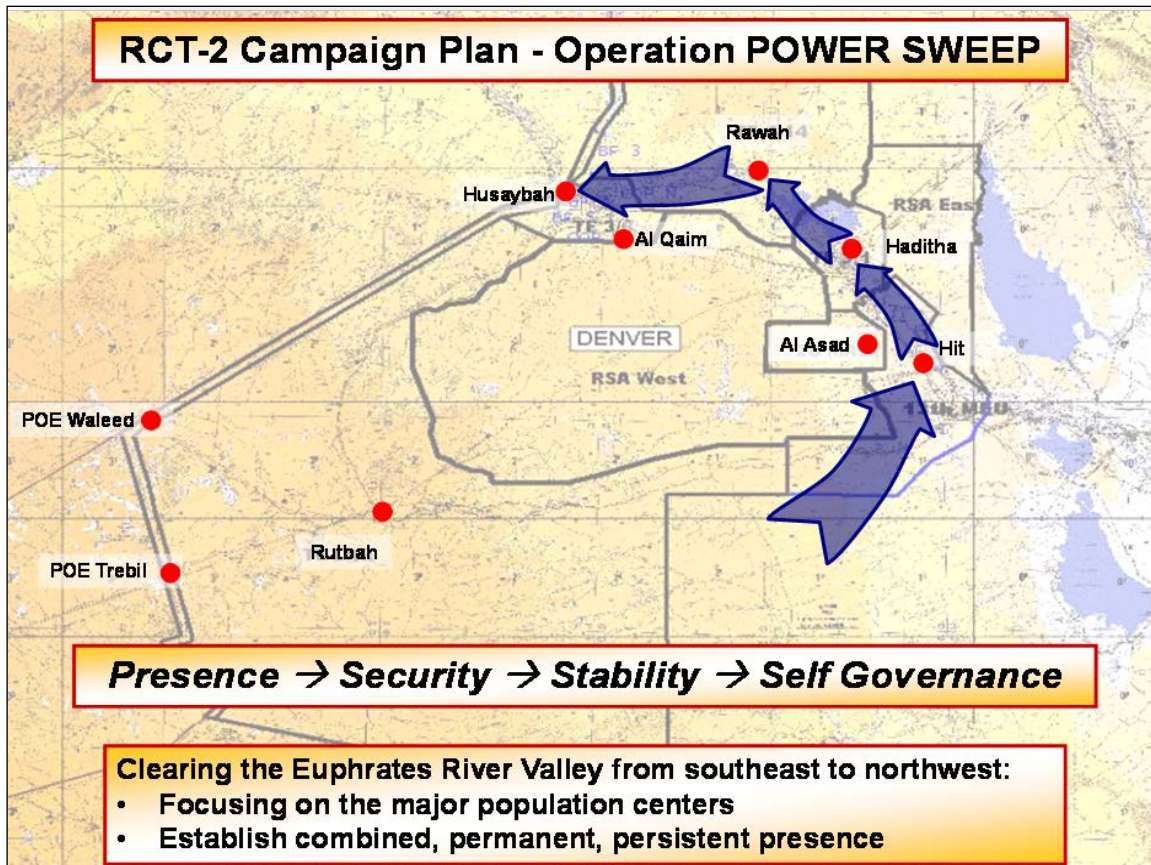 RCT-2 Campaign Plan - Operation POWER SWEEP
Rawah
Husaybah
RSA East
Al Qaim
Haditha
DENVER
RSA West
Al Asad
Hit
POE Waleed
Rutbah
POE Trebil
Presence → Security → Stability → Self Governance
Clearing the Euphrates River Valley from southeast to northwest:
• Focusing on the major population centers
• Establish combined, permanent, persistent presence